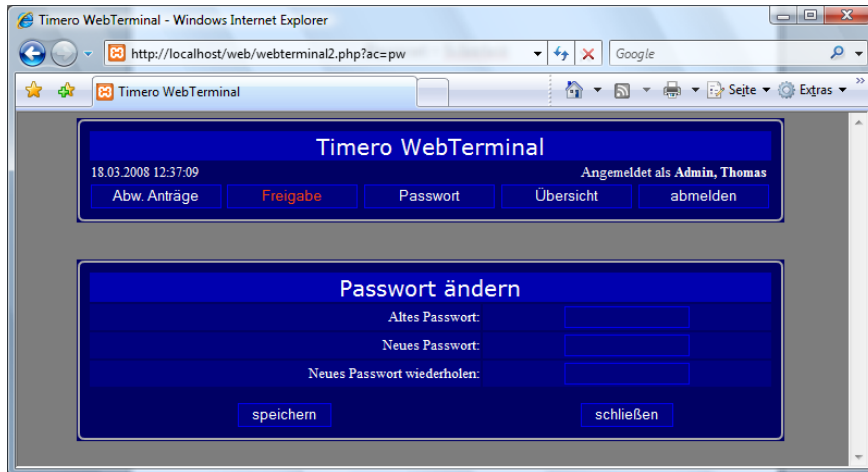 Timero WebTerminal - Windows Internet Explorer
http://localhost/web/webterminal2.php?ac=pw
Google
Timero WebTerminal
Seite
Extras
Timero WebTerminal
18.03.2008 12:37:09
Angemeldet als Admin, Thomas
Abw. Anträge
Freigabe
Passwort
Übersicht
abmelden
Passwort ändern
Altes Passwort:
Neues Passwort:
Neues Passwort wiederholen:
speichern
schließen